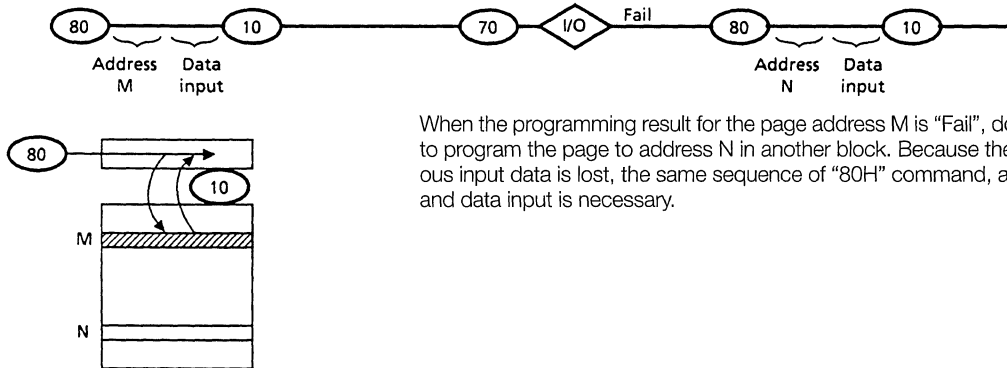 80 10 70 I/O Fail 80 10
Address Data Address Data
M input N input
When the programming result for the page address M is “Fail”, do
to program the page to address N in another block. Because the
ous input data is lost, the same sequence of “80H” command, a
and data input is necessary.
80
10
M
N